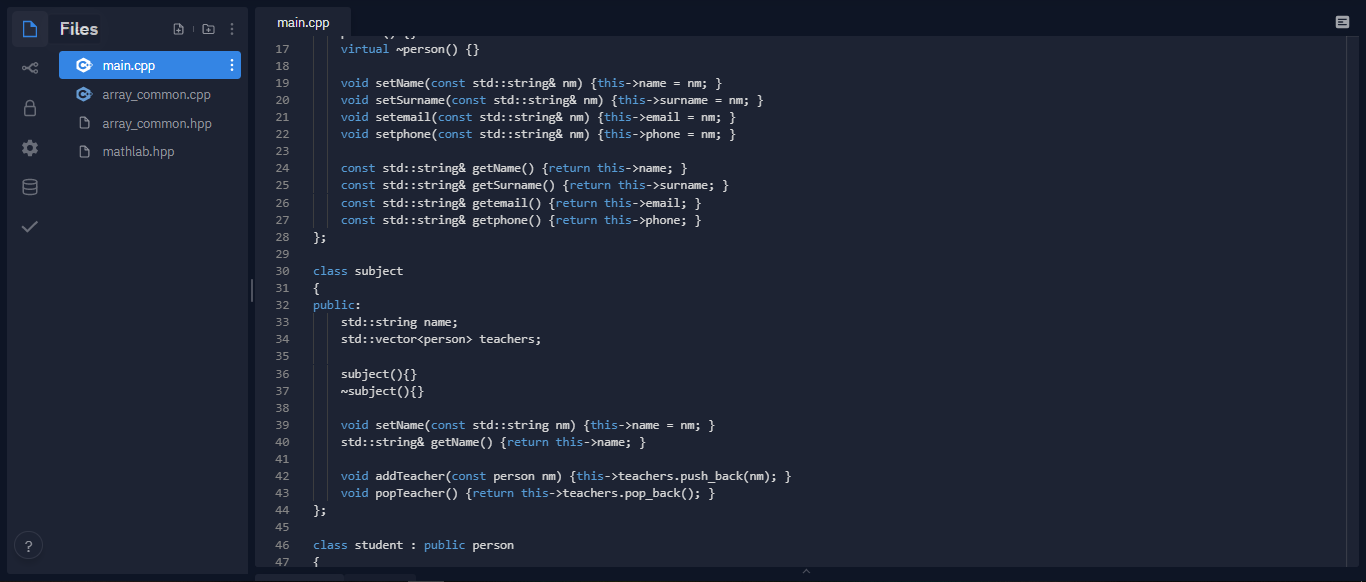 Files
main.cpp
array_common.cpp
array_common.hpp
mathlab.hpp
?
main.cpp
17 virtual ~person() {}
18
19 void setName(const std::string& nm) {this->name = nm; }
20 void setSurname(const std::string& nm) {this->surname = nm; }
21 void setemail(const std::string& nm) {this->email = nm; }
22 void setphone(const std::string& nm) {this->phone = nm; }
23
24 const std::string& getName() {return this->name; }
25 const std::string& getSurname() {return this->surname; }
26 const std::string& getemail() {return this->email; }
27 const std::string& getphone() {return this->phone; }
28 };
29
30 class subject
31 {
32 public:
33 std::string name;
34 std::vector<person> teachers;
35
36 subject(){}
37 ~subject(){}
38
39 void setName(const std::string nm) {this->name = nm; }
40 std::string& getName() {return this->name; }
41
42 void addTeacher(const person nm) {this->teachers.push_back(nm); }
43 void popTeacher() {return this->teachers.pop_back(); }
44 };
45
46 class student : public person
47 {